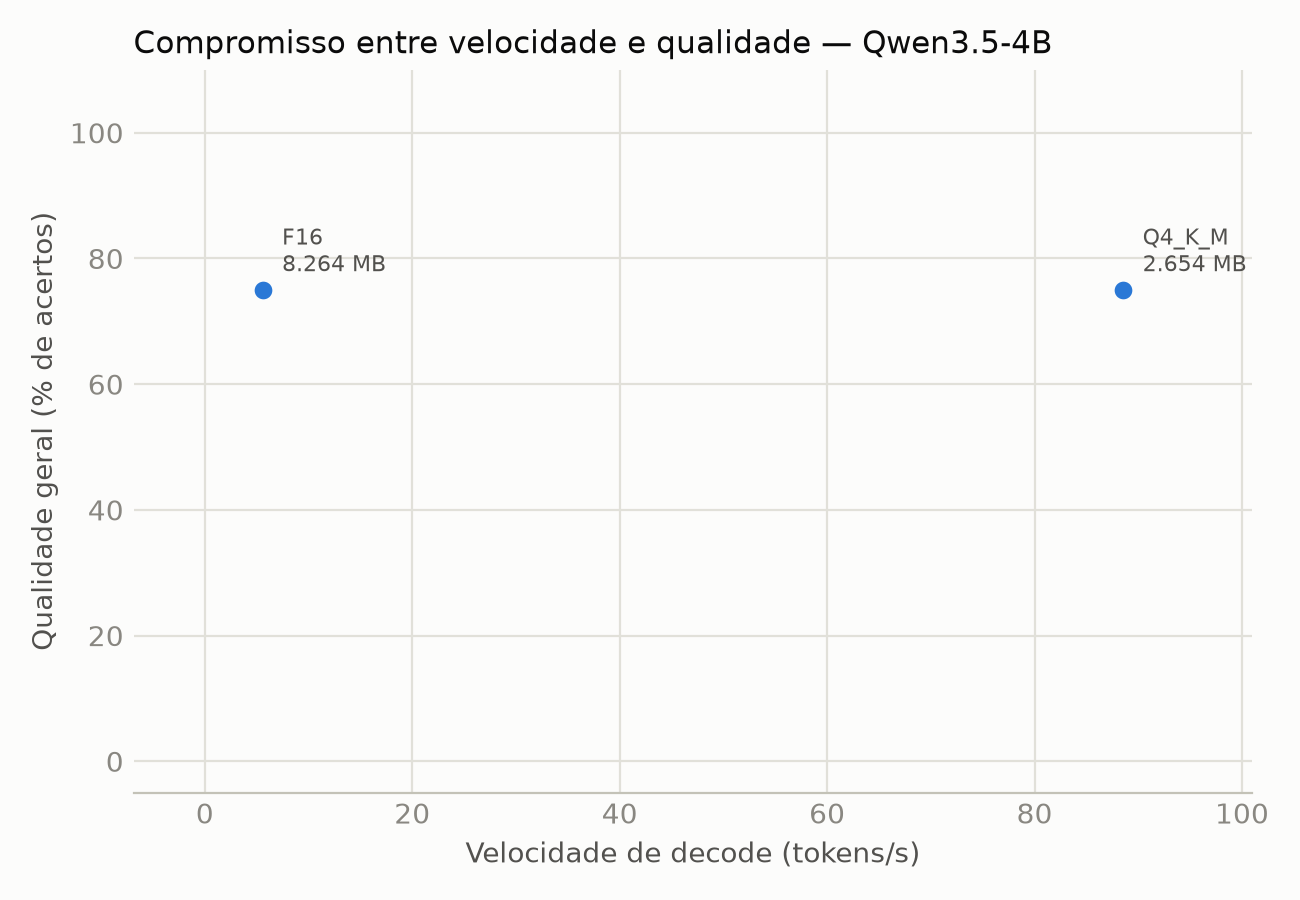 Compromisso entre velocidade e qualidade — Qwen3.5-4B
Qualidade geral (% de acertos)
100
80
60
40
20
0
F16
8.264 MB
Q4_K_M
2.654 MB
0 20 40 60 80 100
Velocidade de decode (tokens/s)